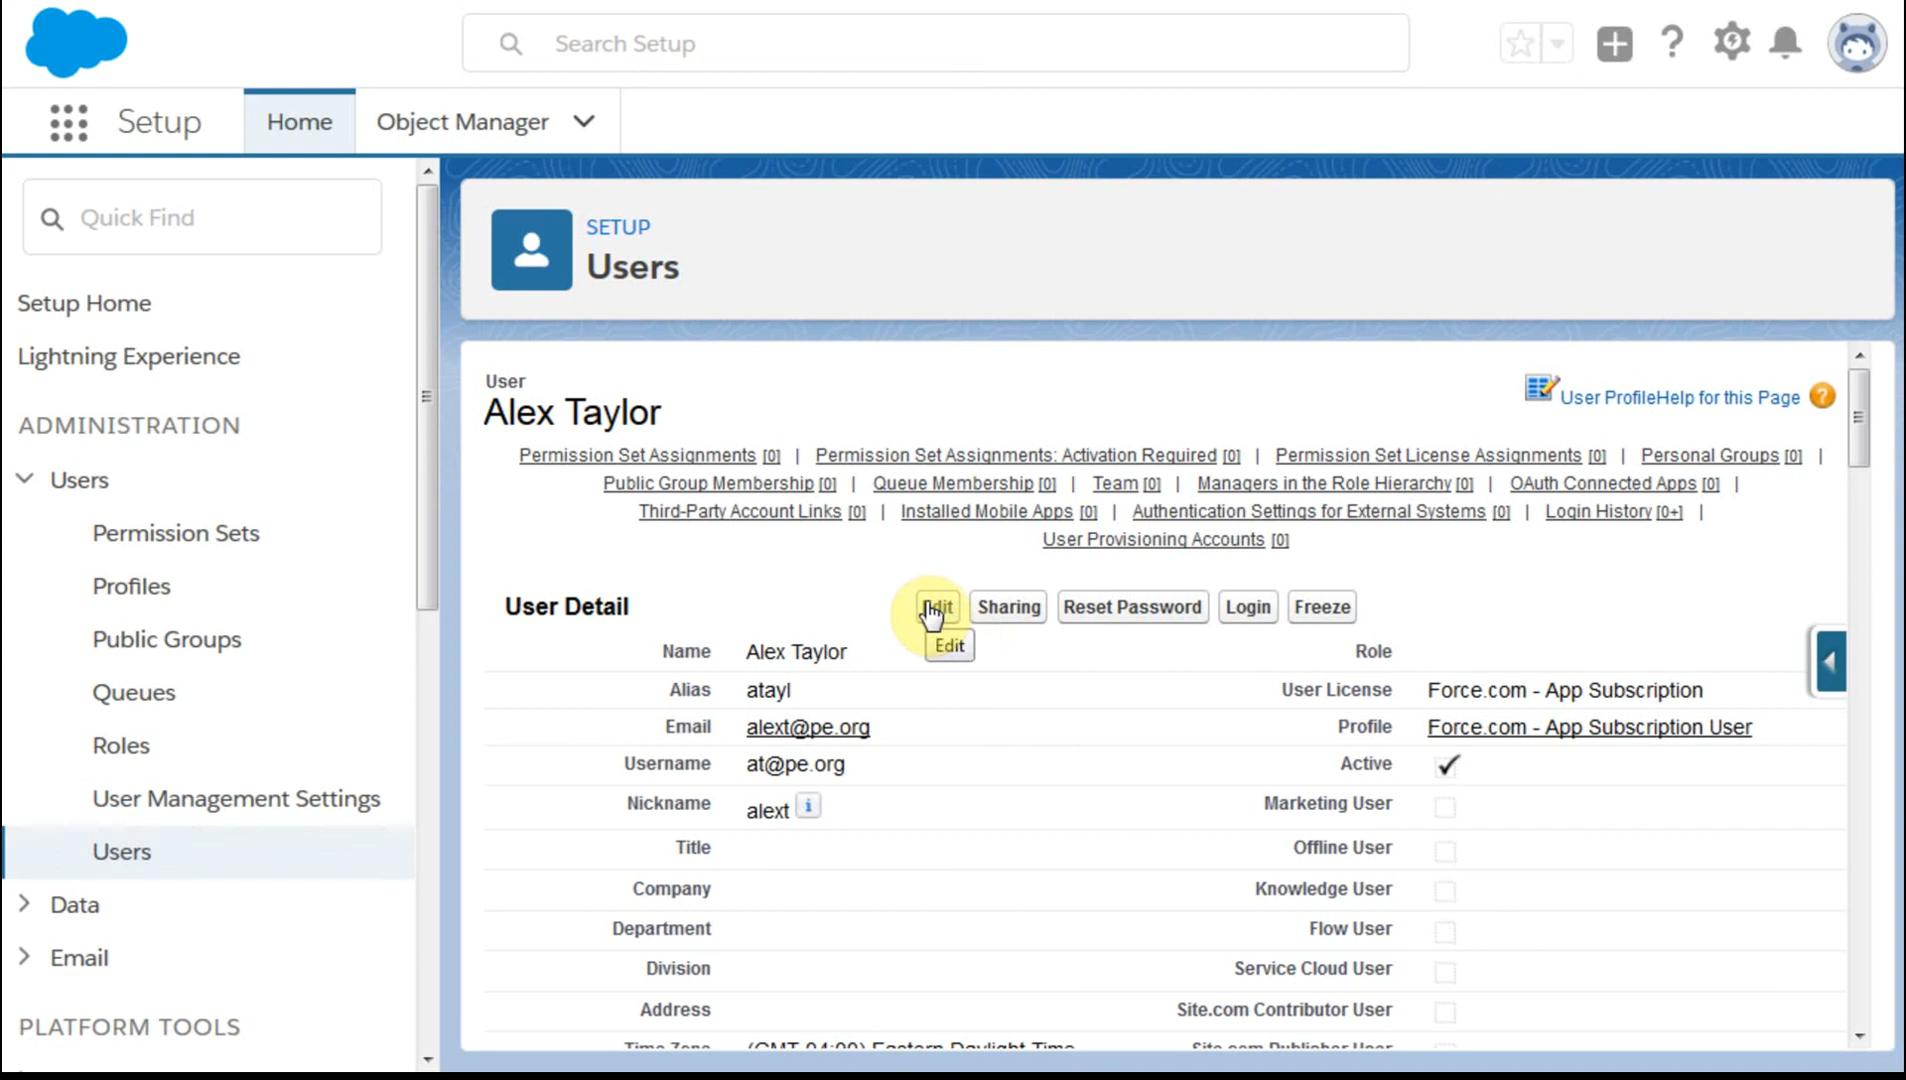 Search Setup
Setup
Home
Object Manager
Quick Find
Setup Home
Lightning Experience
ADMINISTRATION
Users
Permission Sets
Profiles
Public Groups
Queues
Roles
User Management Settings
Users
Data
Email
PLATFORM TOOLS
SETUP
Users
User
Alex Taylor
User Profile Help for this Page ?
Permission Set Assignments [0] | Permission Set Assignments: Activation Required [0] | Permission Set License Assignments [0] | Personal Groups [0] |
Public Group Membership [0] | Queue Membership [0] | Team [0] | Managers in the Role Hierarchy [0] | OAuth Connected Apps [0] |
Third-Party Account Links [0] | Installed Mobile Apps [0] | Authentication Settings for External Systems [0] | Login History [0+] |
User Provisioning Accounts [0]
User Detail Edit Sharing Reset Password Login Freeze
Edit
Name Alex Taylor Role
Alias atayl User License Force.com - App Subscription
Email alext@pe.org Profile Force.com - App Subscription User
Username at@pe.org Active
Nickname alext i Marketing User
Title Offline User
Company Knowledge User
Department Flow User
Division Service Cloud User
Address Site.com Contributor User
Time Zone (GMT-04:00) Eastern Daylight Time Site.com Publisher User